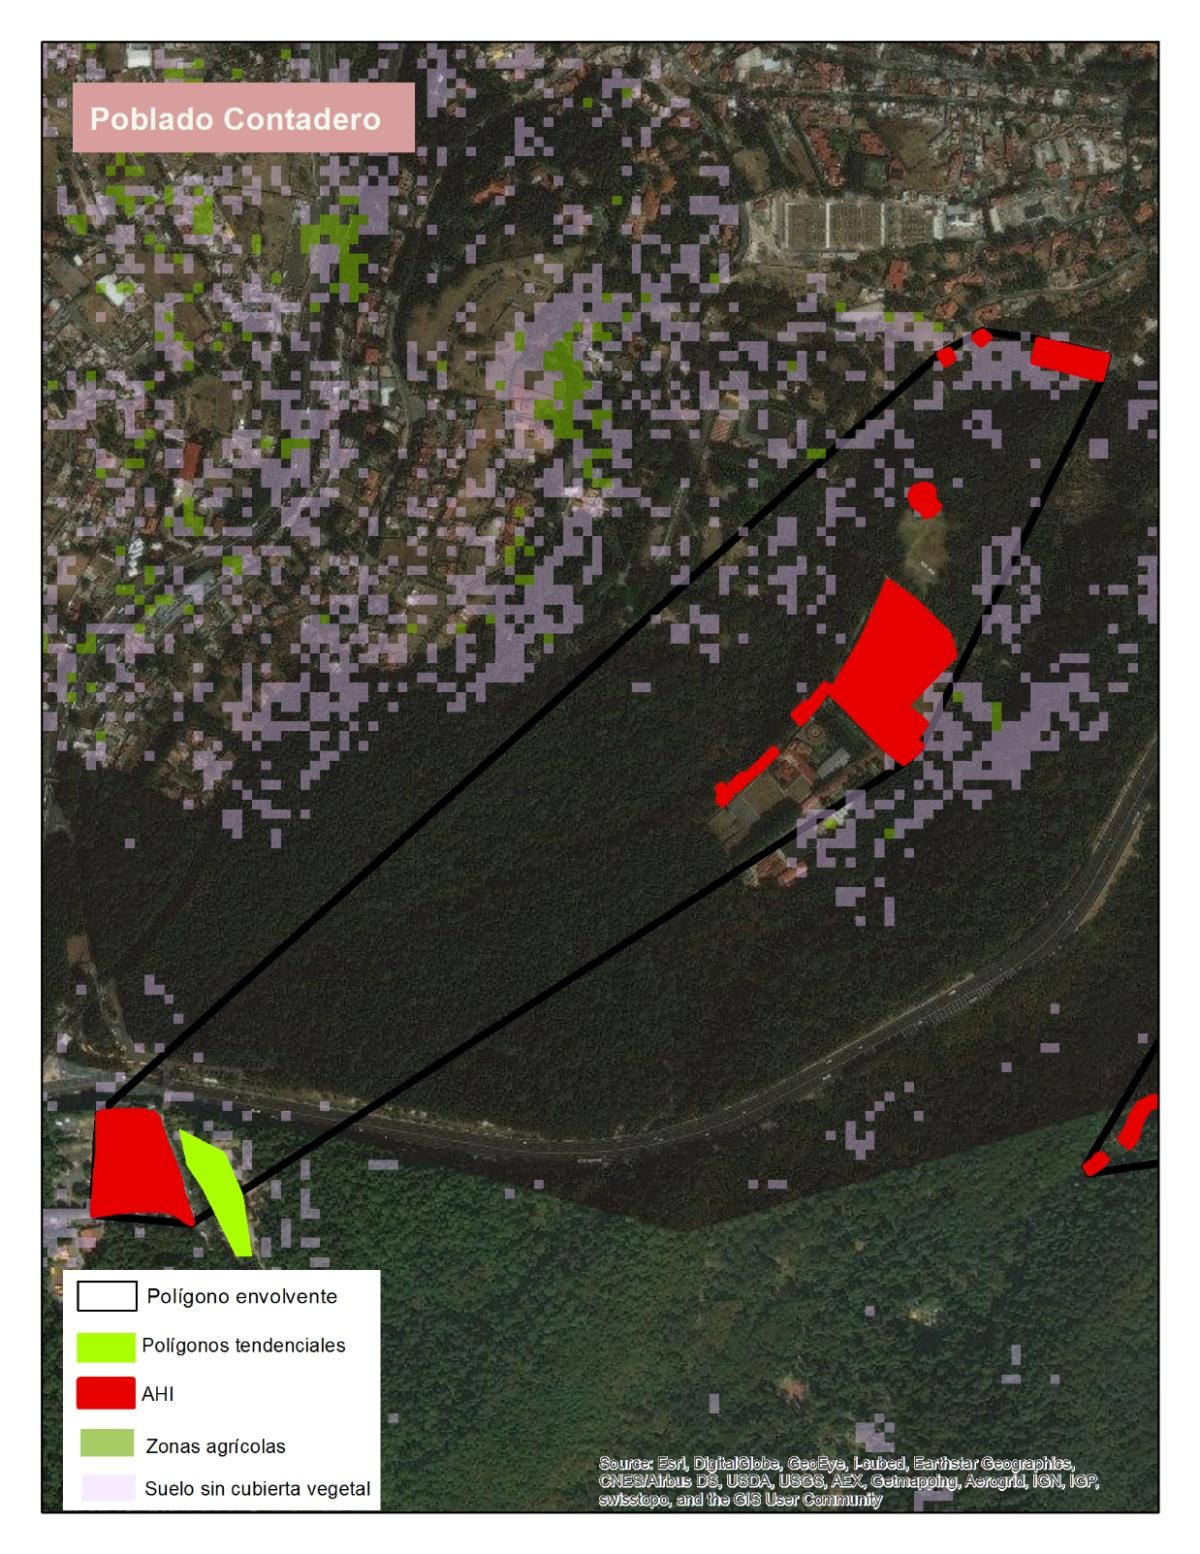 Poblado Contadero
Polígono envolvente
Polígonos tendenciales
AHI
Zonas agrícolas
Suelo sin cubierta vegetal
Source: Esri, DigitalGlobe, GeoEye, i-cubed, Earthstar Geographics,
CNES/Airbus DS, USDA, USGS, AEX, Getmapping, Aerogrid, IGN, IGP,
swisstopo, and the GIS User Community